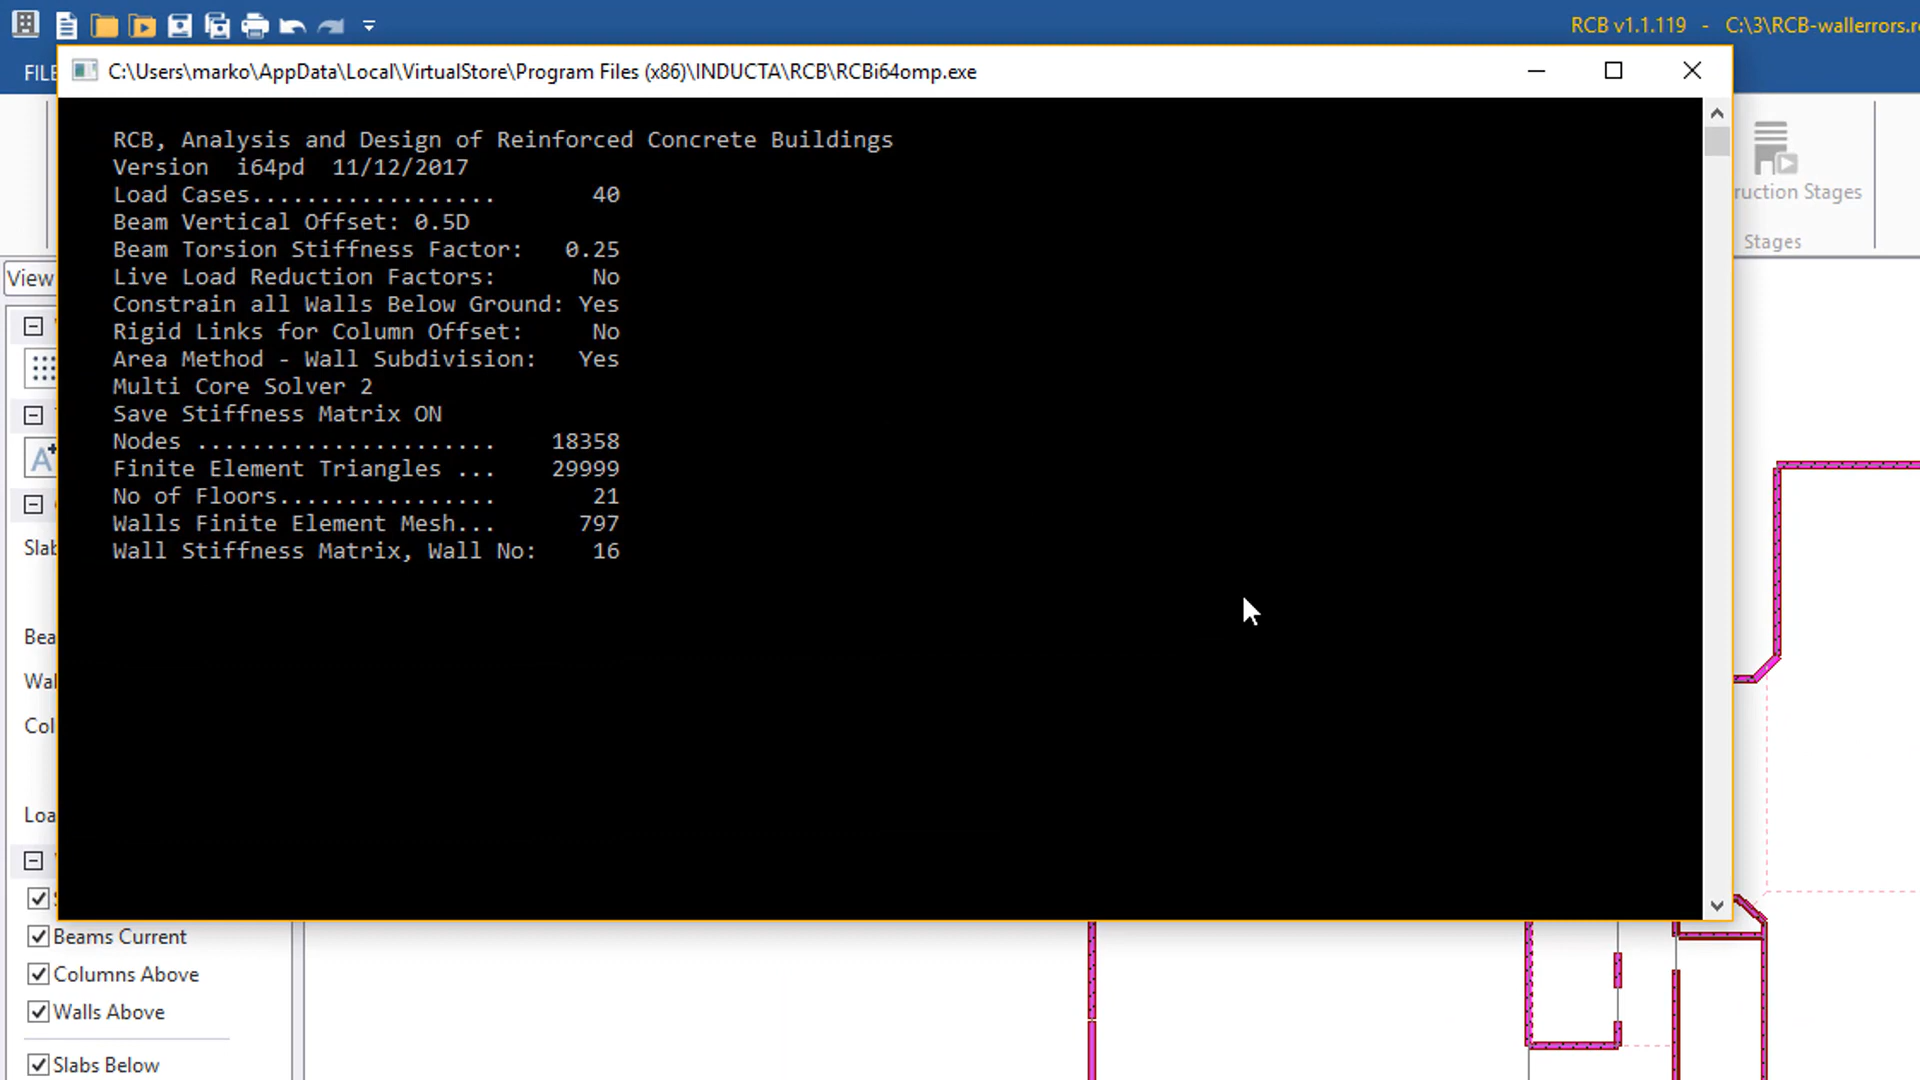 RCB v1.1.119 - C:\3\RCB-wallerrors.r
FILE
C:\Users\marko\AppData\Local\VirtualStore\Program Files (x86)\INDUCTA\RCB\RCBi64omp.exe
RCB, Analysis and Design of Reinforced Concrete Buildings
Version i64pd 11/12/2017
Load Cases.................. 40
Beam Vertical Offset: 0.5D
Beam Torsion Stiffness Factor: 0.25
Live Load Reduction Factors: No
Constrain all Walls Below Ground: Yes
Rigid Links for Column Offset: No
Area Method - Wall Subdivision: Yes
Multi Core Solver 2
Save Stiffness Matrix ON
Nodes ...................... 18358
Finite Element Triangles ... 29999
No of Floors................ 21
Walls Finite Element Mesh... 797
Wall Stiffness Matrix, Wall No: 16
ruction Stages
Stages
View
A+
Slab
Bea
Wal
Col
Loa
Beams Current
Columns Above
Walls Above
Slabs Below